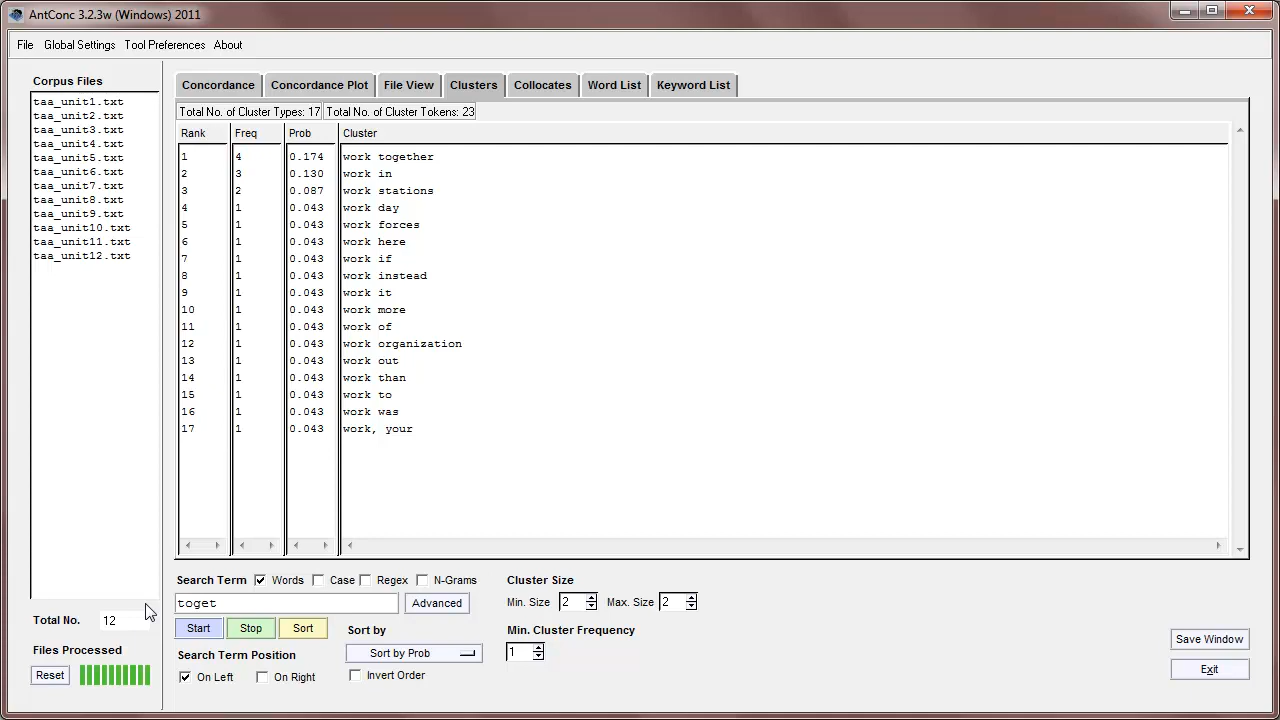 AntConc 3.2.3w (Windows) 2011
File Global Settings Tool Preferences About
Corpus Files
taa_unit1.txt
taa_unit2.txt
taa_unit3.txt
taa_unit4.txt
taa_unit5.txt
taa_unit6.txt
taa_unit7.txt
taa_unit8.txt
taa_unit9.txt
taa_unit10.txt
taa_unit11.txt
taa_unit12.txt
Total No. 12
Files Processed
Reset
Concordance Concordance Plot File View Clusters Collocates Word List Keyword List
Total No. of Cluster Types: 17 Total No. of Cluster Tokens: 23
Rank Freq Prob Cluster
1 4 0.174 work together
2 3 0.130 work in
3 2 0.087 work stations
4 1 0.043 work day
5 1 0.043 work forces
6 1 0.043 work here
7 1 0.043 work if
8 1 0.043 work instead
9 1 0.043 work it
10 1 0.043 work more
11 1 0.043 work of
12 1 0.043 work organization
13 1 0.043 work out
14 1 0.043 work than
15 1 0.043 work to
16 1 0.043 work was
17 1 0.043 work, your
Search Term Words Case Regex N-Grams
toget Advanced
Start Stop Sort
Search Term Position
On Left On Right
Sort by
Sort by Prob
Invert Order
Cluster Size
Min. Size 2 Max. Size 2
Min. Cluster Frequency
1
Save Window
Exit